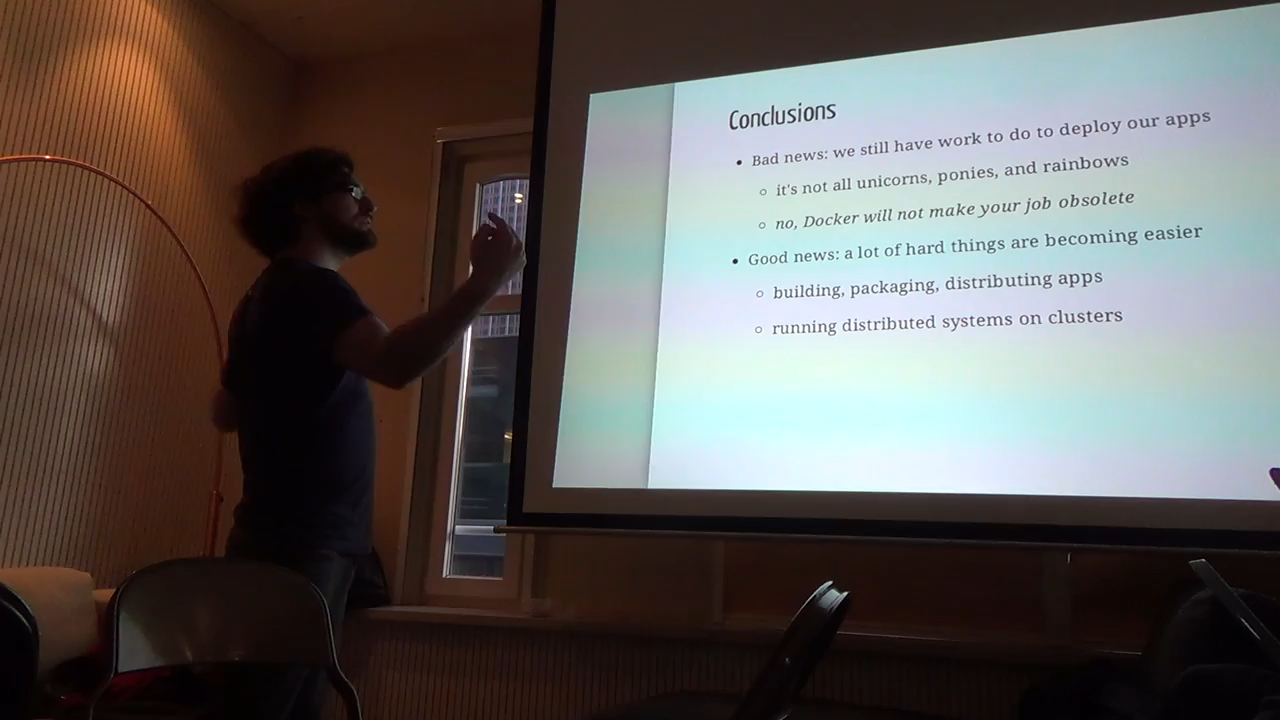 Conclusions
• Bad news: we still have work to do to deploy our apps
○ it's not all unicorns, ponies, and rainbows
○ no, Docker will not make your job obsolete
• Good news: a lot of hard things are becoming easier
○ building, packaging, distributing apps
○ running distributed systems on clusters